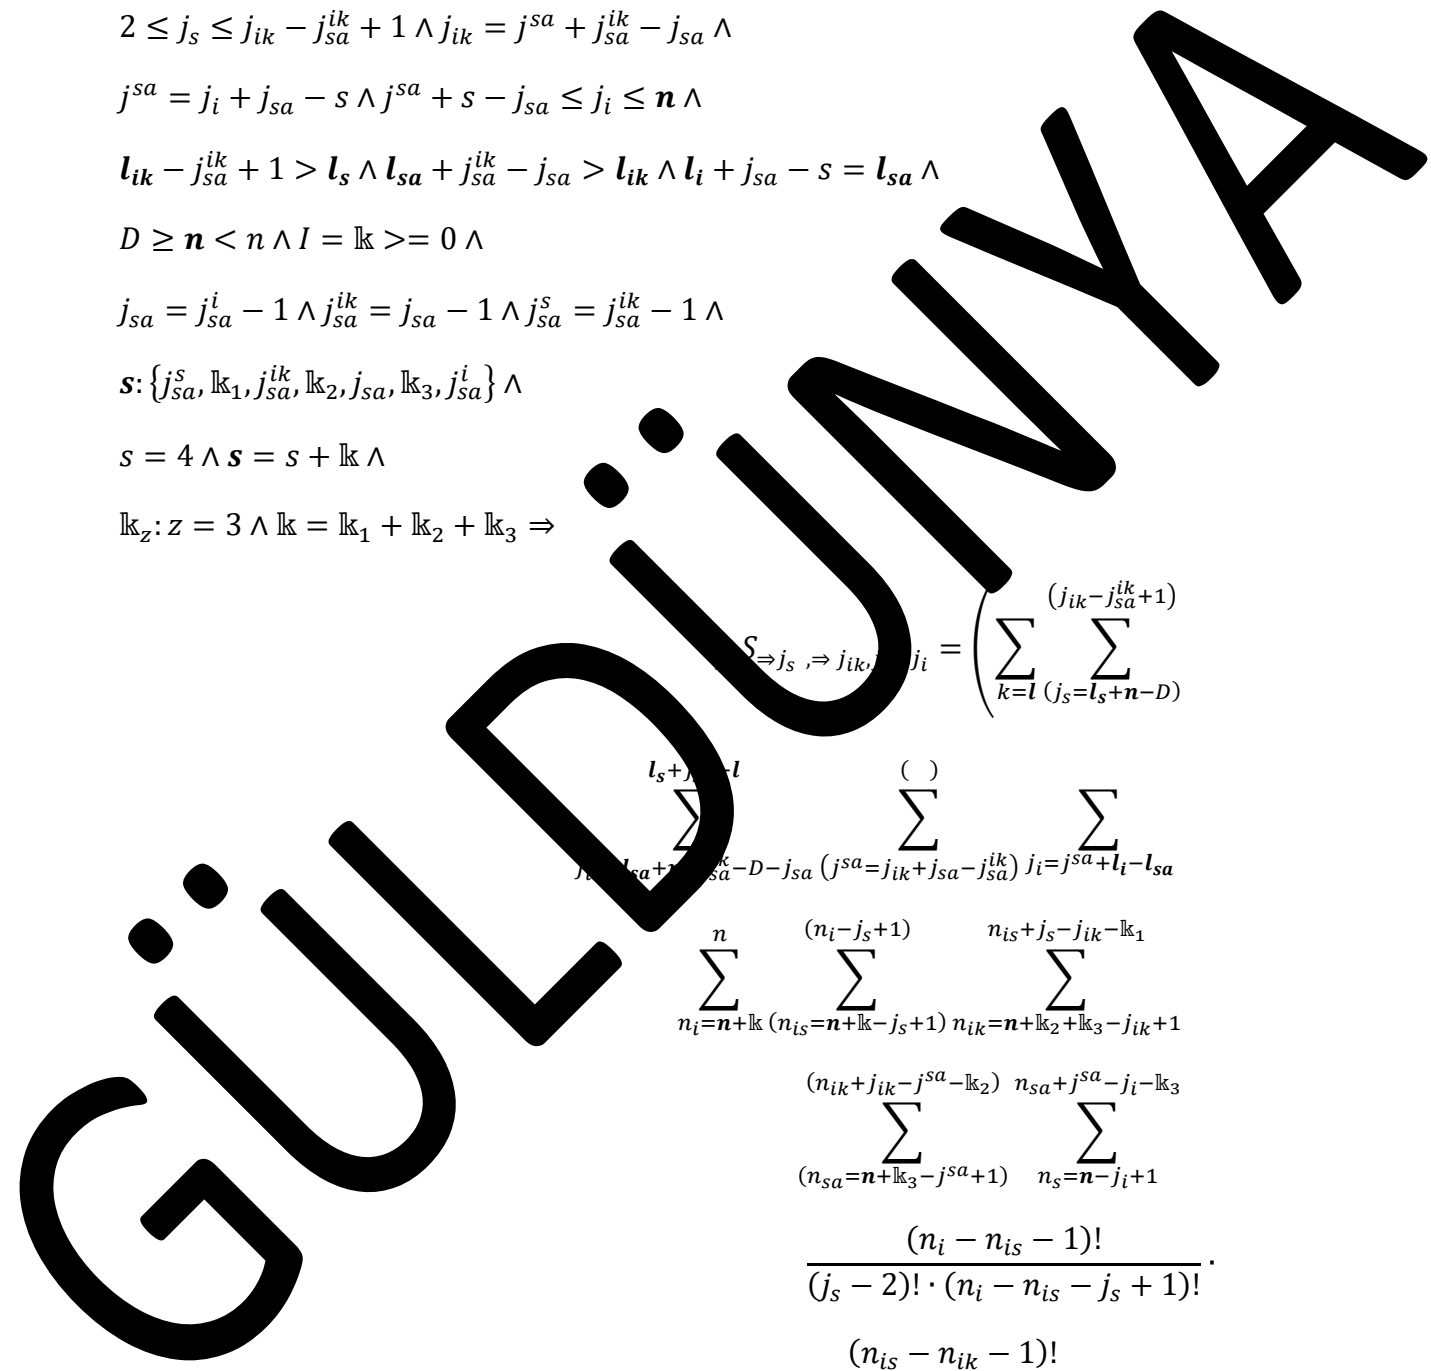 2 ≤ j_s ≤ j_{ik} − j_{sa}^{ik} + 1 ∧ j_{ik} = j^{sa} + j_{sa}^{ik} − j_{sa} ∧
j^{sa} = j_i + j_{sa} − s ∧ j^{sa} + s − j_{sa} ≤ j_i ≤ n ∧
l_{ik} − j_{sa}^{ik} + 1 > l_s ∧ l_{sa} + j_{sa}^{ik} − j_{sa} > l_{ik} ∧ l_i + j_{sa} − s = l_{sa} ∧
D ≥ n < n ∧ I = 𝕜 >= 0 ∧
j_{sa} = j_{sa}^i − 1 ∧ j_{sa}^{ik} = j_{sa} − 1 ∧ j_{sa}^s = j_{sa}^{ik} − 1 ∧
s: {j_{sa}^s, 𝕜_1, j_{sa}^{ik}, 𝕜_2, j_{sa}, 𝕜_3, j_{sa}^i} ∧
s = 4 ∧ s = s + 𝕜 ∧
𝕜_z: z = 3 ∧ 𝕜 = 𝕜_1 + 𝕜_2 + 𝕜_3 ⇒
S_{⇒j_s ,⇒j_{ik}, j_i} = ( ∑_{k=l} ∑_{(j_s=l_s+n−D)}^{(j_{ik}−j_{sa}^{ik}+1)}
∑ ∑_{(j^{sa}=j_{ik}+j_{sa}−j_{sa}^{ik})}^{( )} ∑_{j_i=j^{sa}+l_i−l_{sa}}
∑_{n_i=n+𝕜}^{n} ∑_{(n_{is}=n+𝕜−j_s+1)}^{(n_i−j_s+1)} ∑_{n_{ik}=n+𝕜_2+𝕜_3−j_{ik}+1}^{n_{is}+j_s−j_{ik}−𝕜_1}
∑_{(n_{sa}=n+𝕜_3−j^{sa}+1)}^{(n_{ik}+j_{ik}−j^{sa}−𝕜_2)} ∑_{n_s=n−j_i+1}^{n_{sa}+j^{sa}−j_i−𝕜_3}
(n_i − n_{is} − 1)!
(j_s − 2)! · (n_i − n_{is} − j_s + 1)! ·
(n_{is} − n_{ik} − 1)!
GÜLDÜNYA